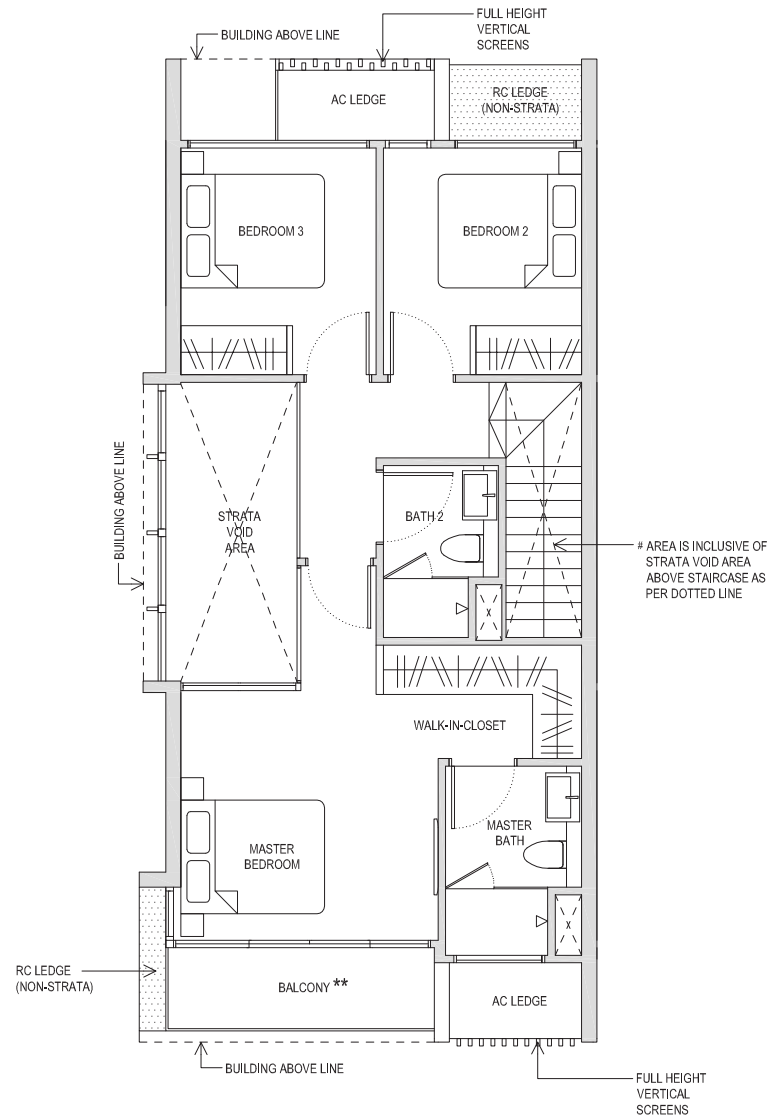 FULL HEIGHT
VERTICAL
SCREENS
BUILDING ABOVE LINE
AC LEDGE
RC LEDGE
(NON-STRATA)
BEDROOM 3
BEDROOM 2
BUILDING ABOVE LINE
STRATA
VOID
AREA
BATH 2
# AREA IS INCLUSIVE OF
STRATA VOID AREA
ABOVE STAIRCASE AS
PER DOTTED LINE
WALK-IN-CLOSET
MASTER
BATH
MASTER
BEDROOM
RC LEDGE
(NON-STRATA)
BALCONY **
AC LEDGE
BUILDING ABOVE LINE
FULL HEIGHT
VERTICAL
SCREENS